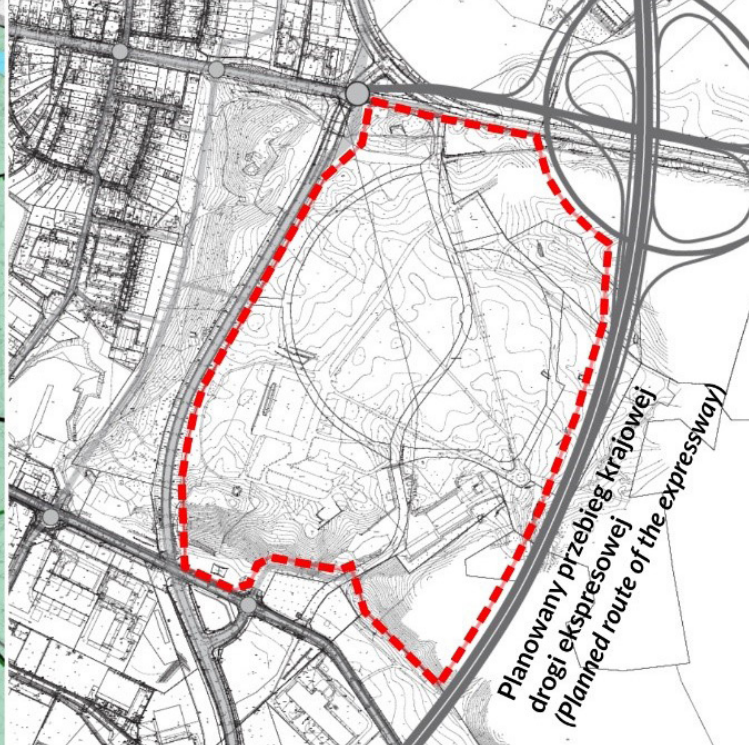 Planowany przebieg krajowej
drogi ekspresowej
(Planned route of the expressway)